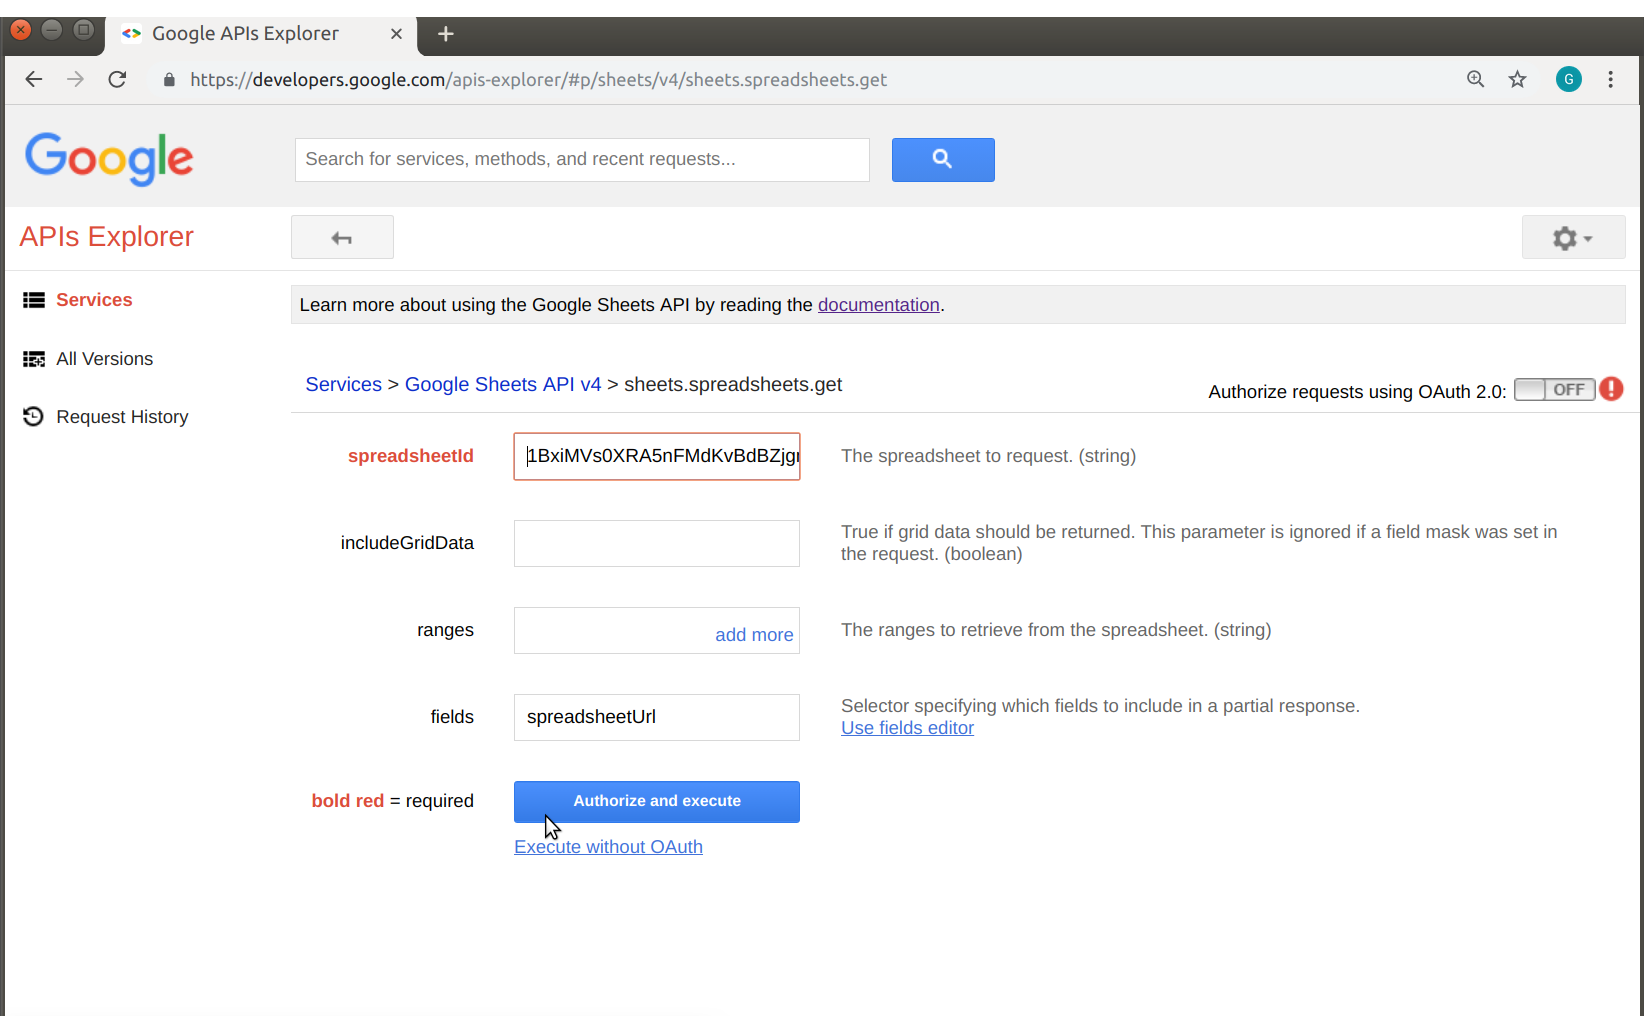 Google APIs Explorer
https://developers.google.com/apis-explorer/#p/sheets/v4/sheets.spreadsheets.get
G
Google
Search for services, methods, and recent requests...
APIs Explorer
Services
Learn more about using the Google Sheets API by reading the documentation.
All Versions
Services > Google Sheets API v4 > sheets.spreadsheets.get
Authorize requests using OAuth 2.0: OFF
Request History
spreadsheetId
1BxiMVs0XRA5nFMdKvBdBZjgr
The spreadsheet to request. (string)
includeGridData
True if grid data should be returned. This parameter is ignored if a field mask was set in
the request. (boolean)
ranges
add more
The ranges to retrieve from the spreadsheet. (string)
fields
spreadsheetUrl
Selector specifying which fields to include in a partial response.
Use fields editor
bold red = required
Authorize and execute
Execute without OAuth